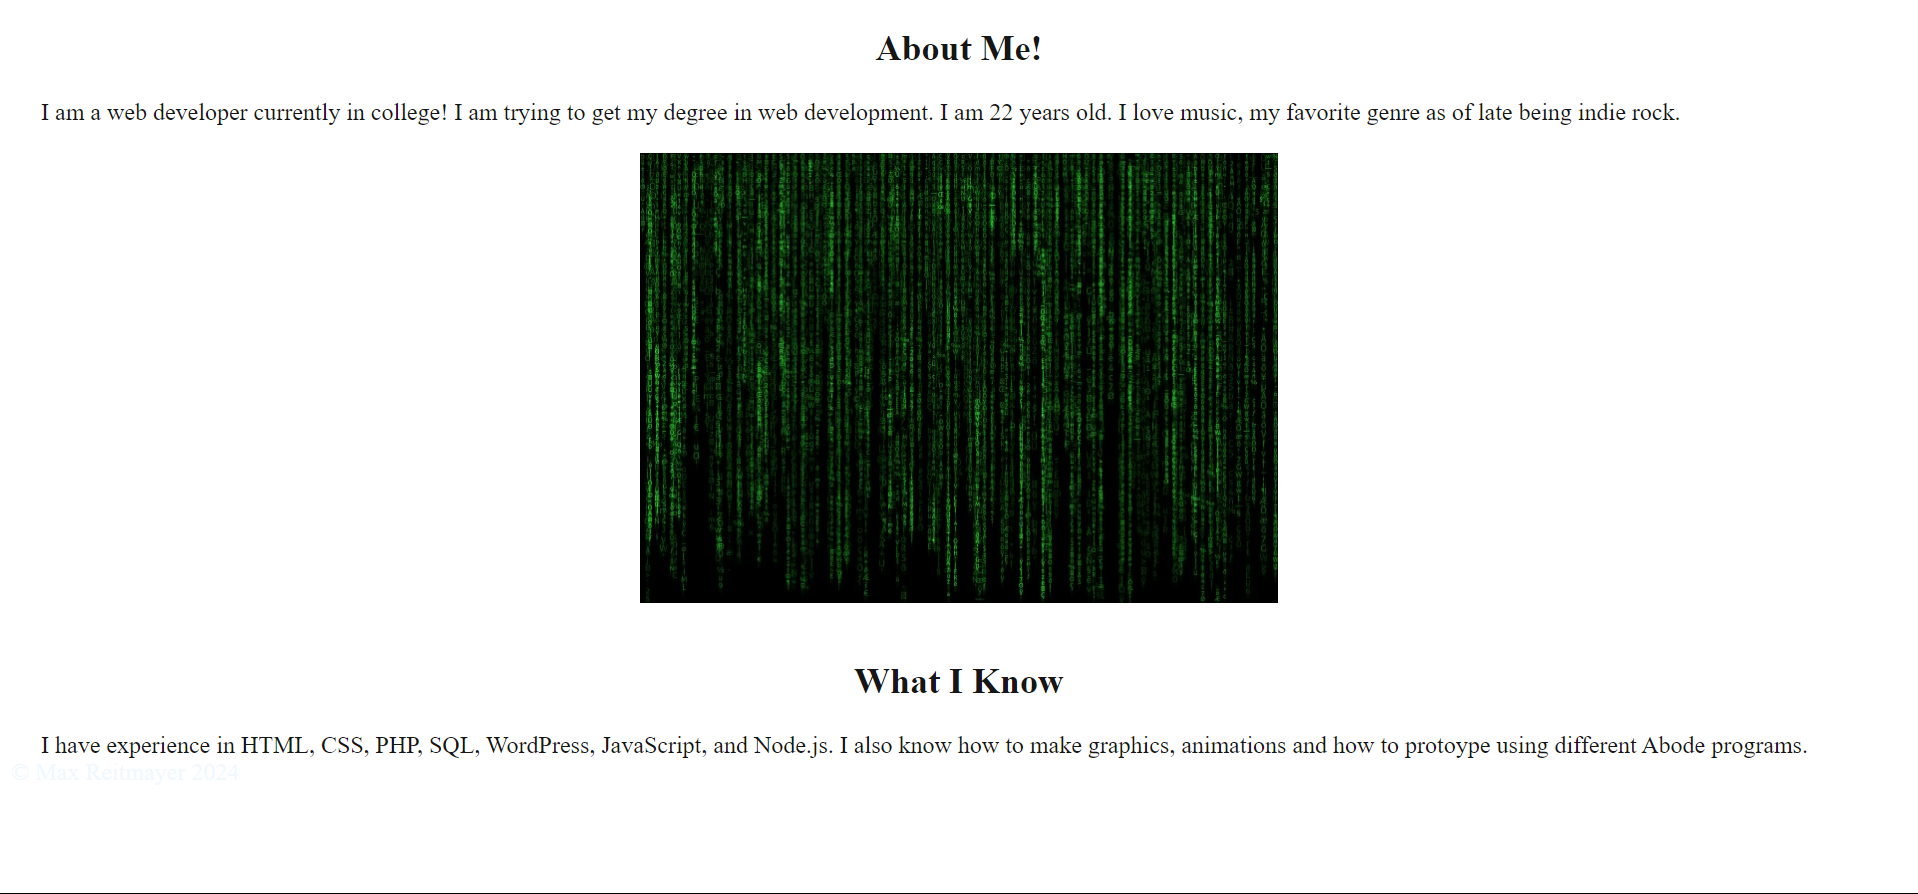 About Me!
I am a web developer currently in college! I am trying to get my degree in web development. I am 22 years old. I love music, my favorite genre as of late being indie rock.
What I Know
I have experience in HTML, CSS, PHP, SQL, WordPress, JavaScript, and Node.js. I also know how to make graphics, animations and how to protoype using different Abode programs.
© Max Reitmayer 2024